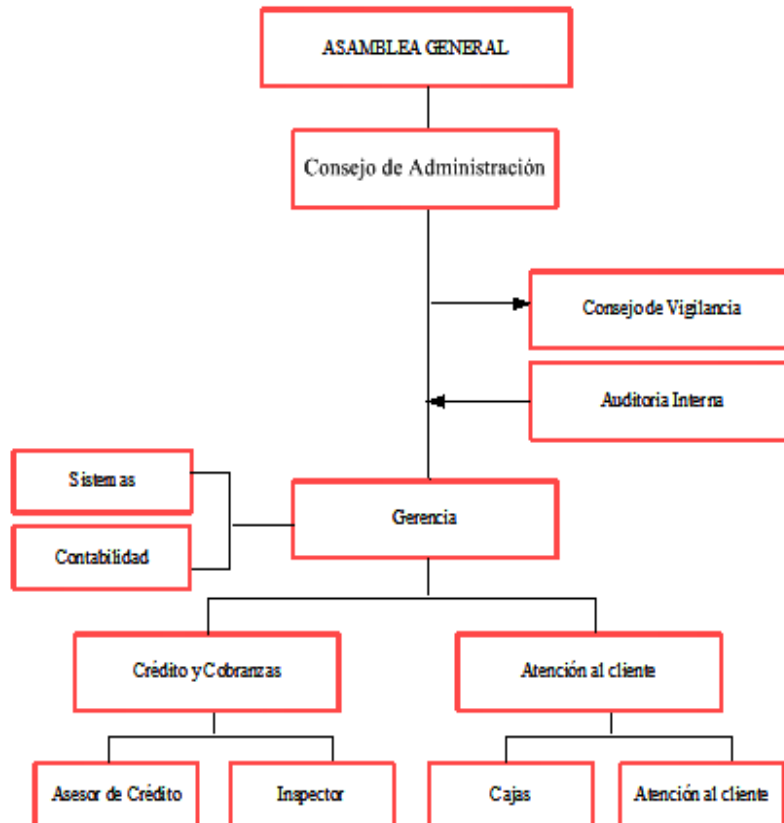 ASAMBLEA GENERAL
Consejo de Administración
Consejo de Vigilancia
Auditoria Interna
Sistemas
Gerencia
Contabilidad
Crédito y Cobranzas
Atención al cliente
Asesor de Crédito
Inspector
Cajas
Atención al cliente